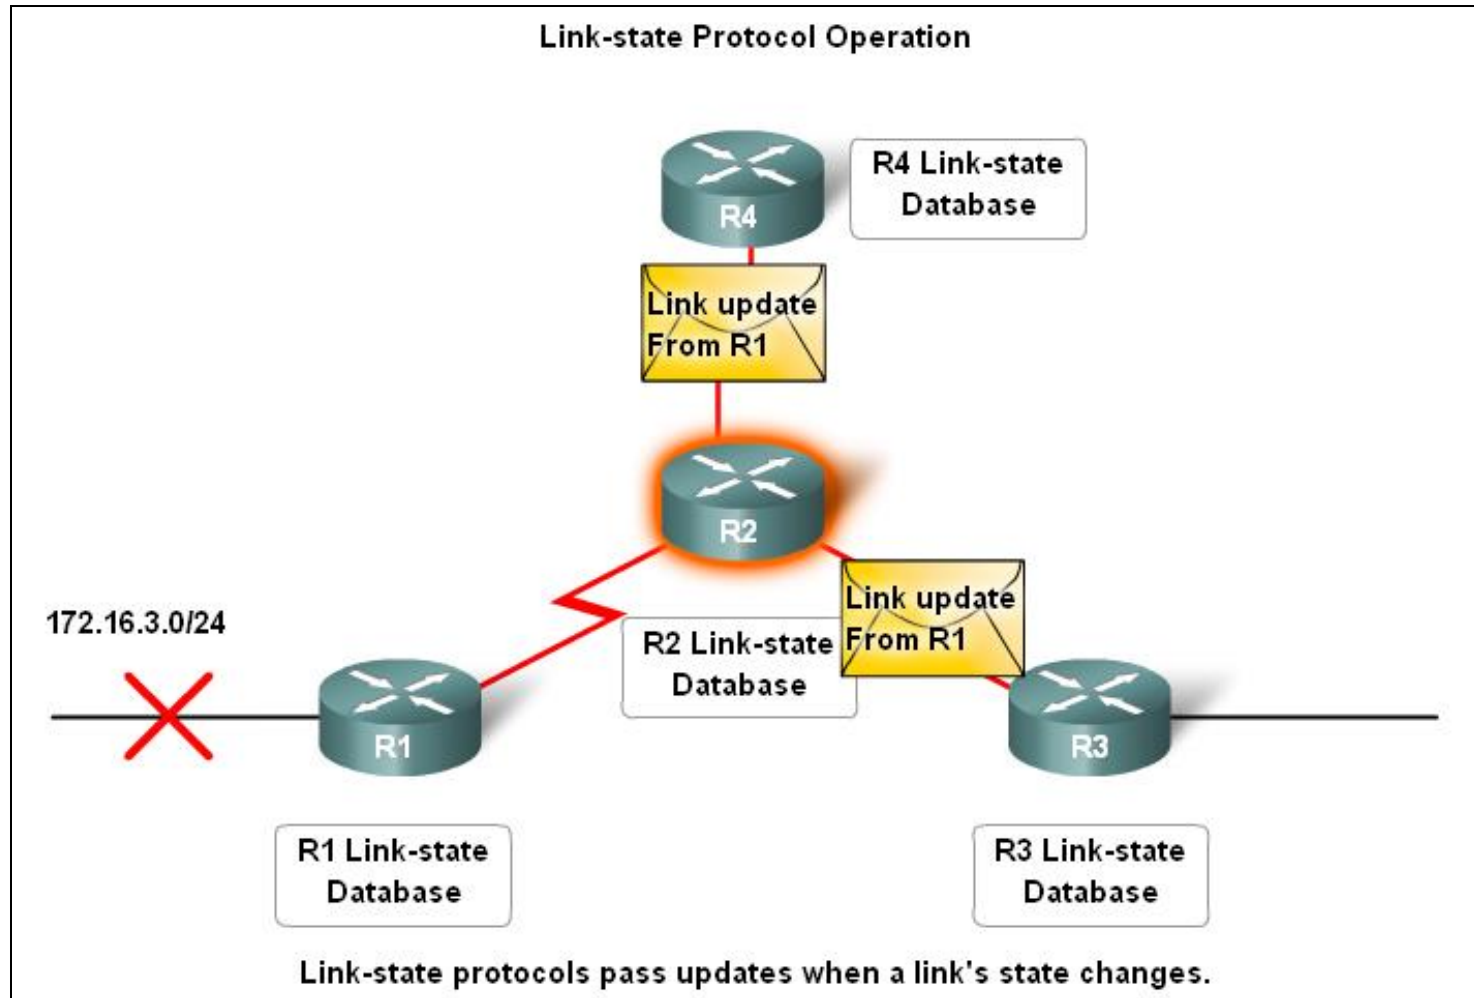 Link-state Protocol Operation
R4
R4 Link-state
Database
Link update
From R1
R2
172.16.3.0/24
R2 Link-state
Database
Link update
From R1
R1
R3
R1 Link-state
Database
R3 Link-state
Database
Link-state protocols pass updates when a link's state changes.